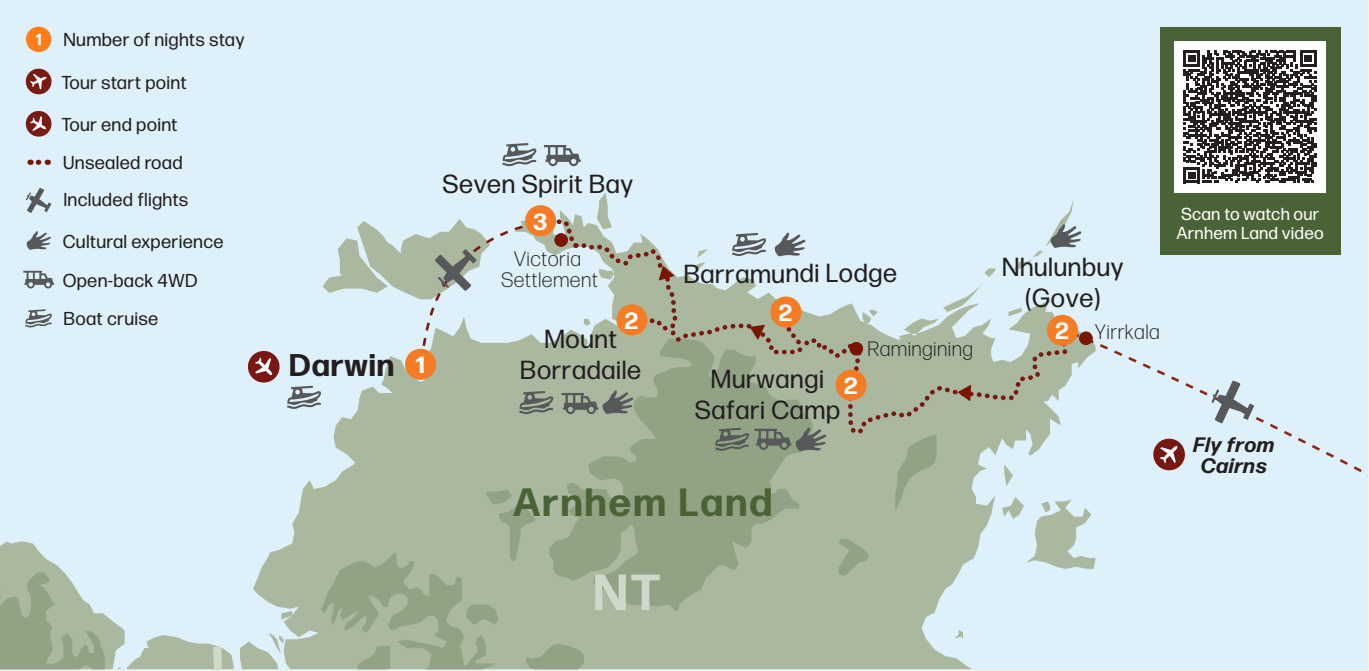 1 Number of nights stay
Tour start point
Tour end point
Unsealed road
Included flights
Cultural experience
Open-back 4WD
Boat cruise
Scan to watch our
Arnhem Land video
Seven Spirit Bay
3
Victoria
Settlement
Barramundi Lodge
2
Nhulunbuy
(Gove)
2
Yirrkala
2
Mount
Borradaile
Ramingining
Darwin 1
Murwangi
Safari Camp
2
Fly from
Cairns
Arnhem Land
NT